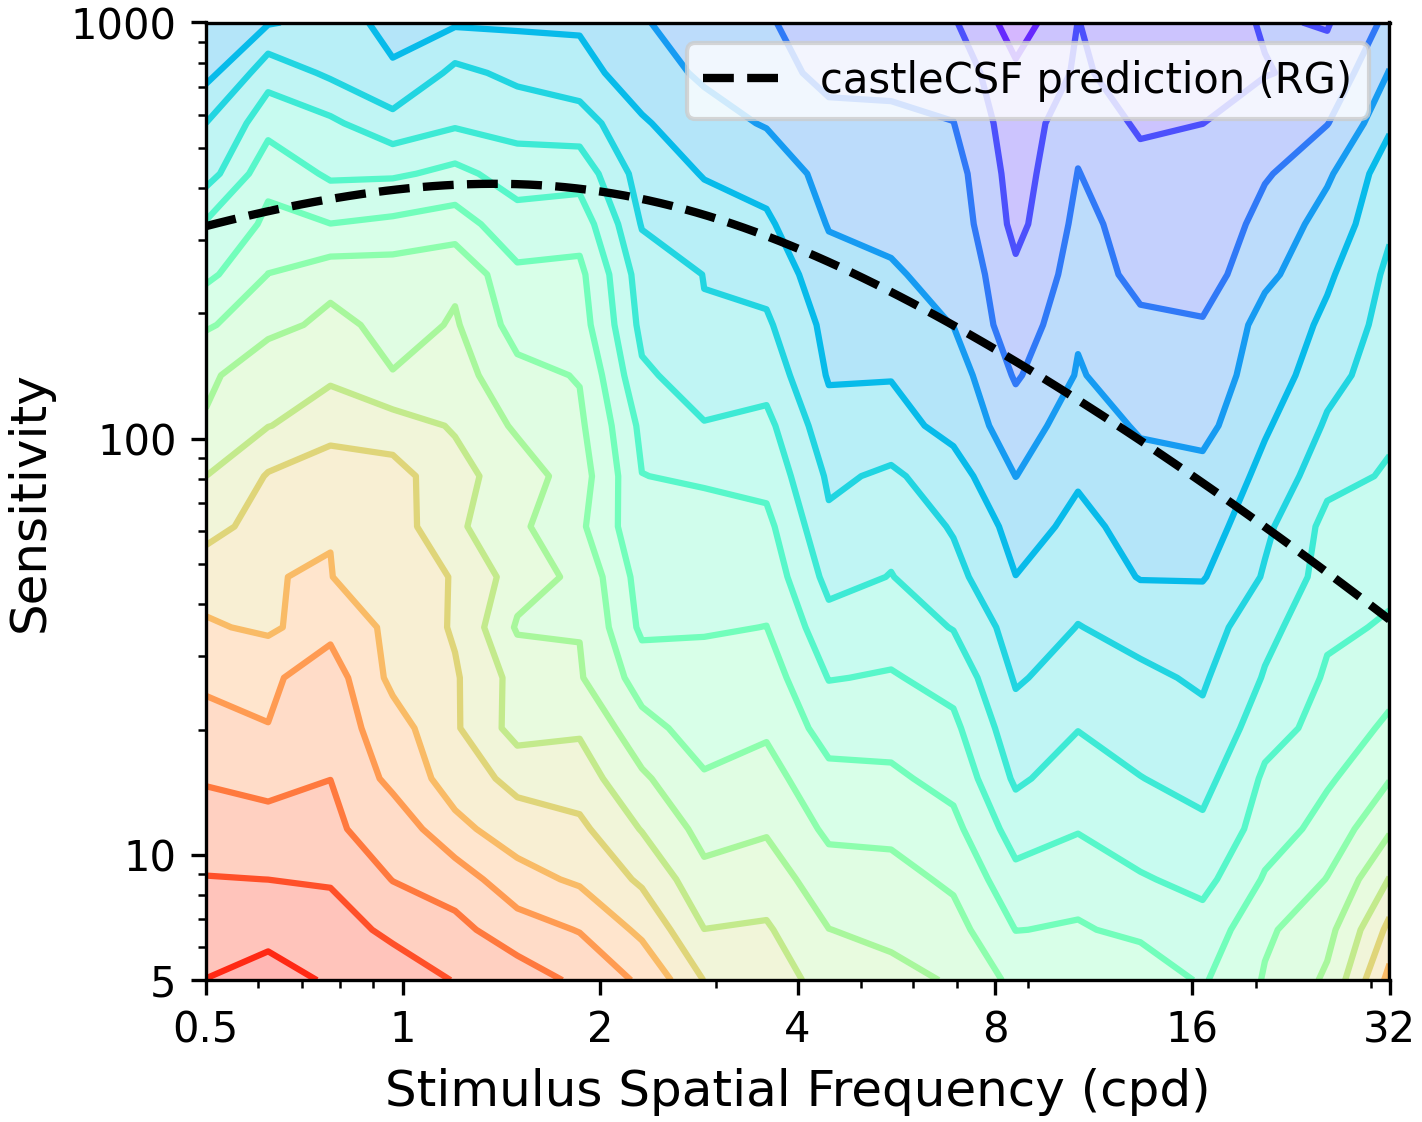 1000
castleCSF prediction (RG)
100
Sensitivity
10
5
0.5 1 2 4 8 16 32
Stimulus Spatial Frequency (cpd)